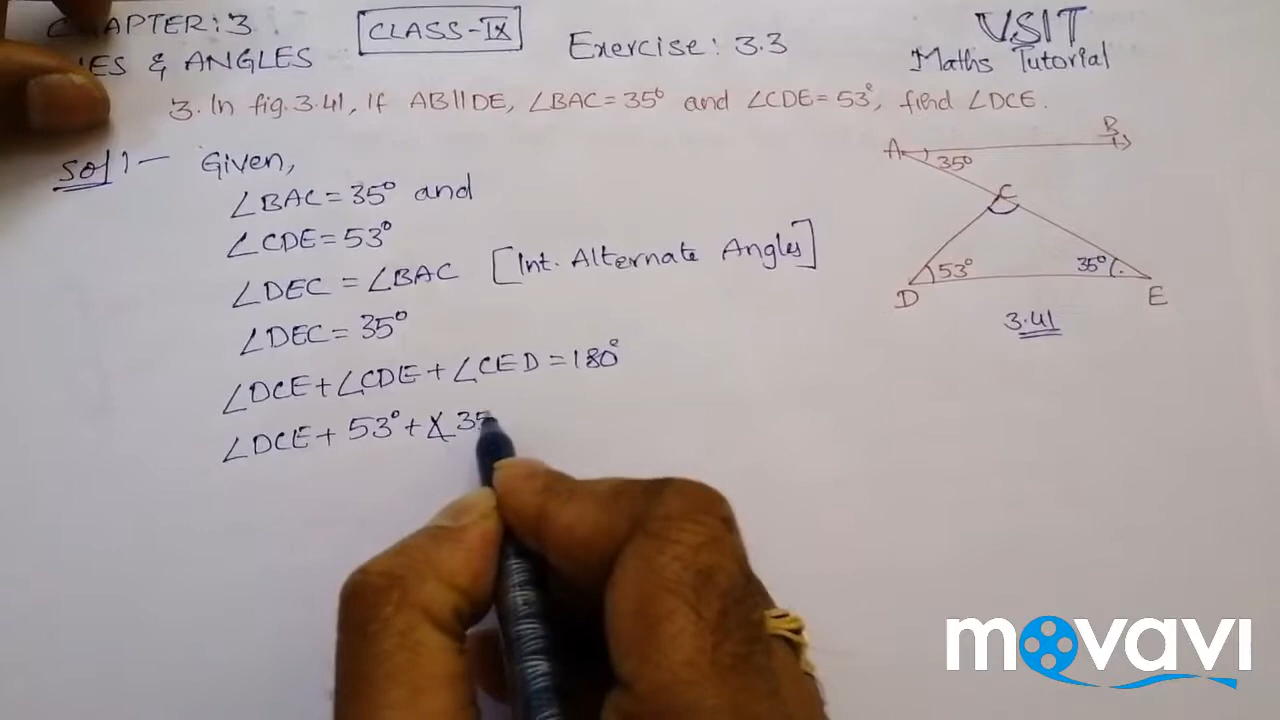 CHAPTER: 3
CLASS-IX
Exercise: 3.3
VSIT
& ANGLES
Maths Tutorial
3. In fig. 3.41, If AB||DE, ∠BAC = 35° and ∠CDE = 53°, find ∠DCE.
Sol:- Given,
∠BAC = 35° and
∠CDE = 53°
∠DEC = ∠BAC [Int. Alternate Angles]
∠DEC = 35°
∠DCE + ∠CDE + ∠CED = 180°
∠DCE + 53° + 35
A
B
35°
C
53°
35°
D
E
3.41
movavi